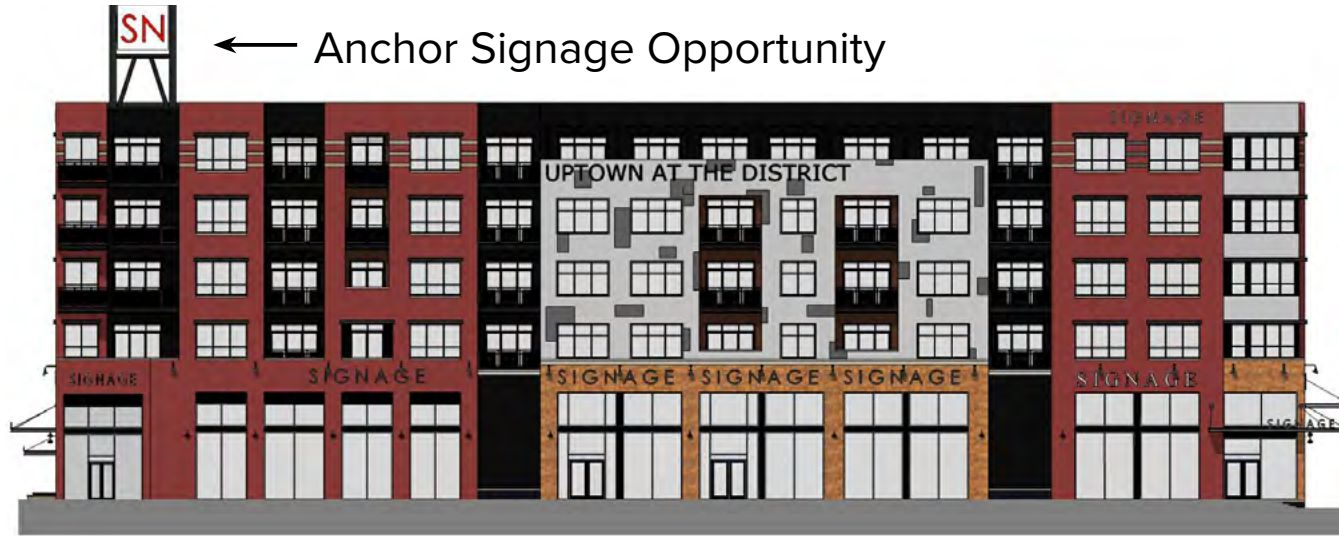 SN
Anchor Signage Opportunity
SIGNAGE
UPTOWN AT THE DISTRICT
SIGNAGE
SIGNAGE
SIGNAGE
SIGNAGE
SIGNAGE
SIGNAGE
SIGNAGE